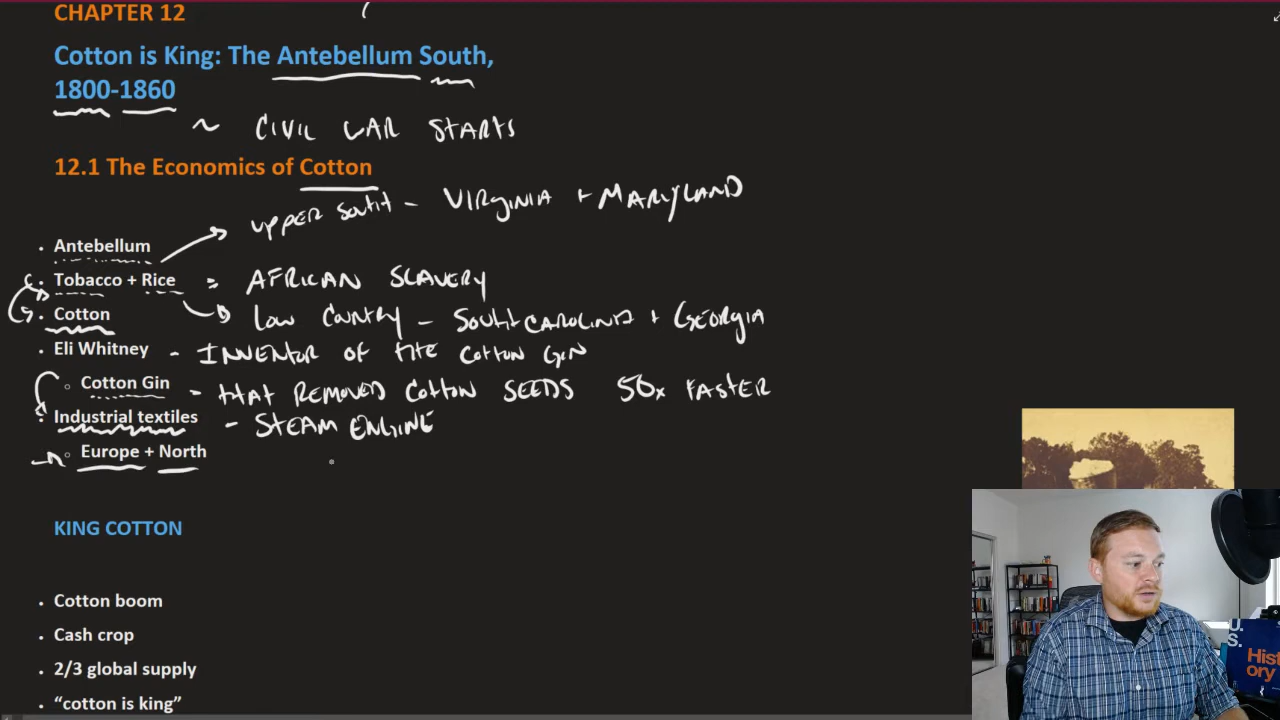 CHAPTER 12
Cotton is King: The Antebellum South,
1800-1860
~ CIVIL WAR STARTS
12.1 The Economics of Cotton
UPPER SOUTH - VIRGINIA + MARYLAND
• Antebellum
• Tobacco + Rice = AFRICAN SLAVERY
• Cotton LOW COUNTRY - SOUTH CAROLINA + GEORGIA
• Eli Whitney - INVENTOR OF THE COTTON GIN
○ Cotton Gin - THAT REMOVED COTTON SEEDS 50x FASTER
• Industrial textiles - STEAM ENGINE
○ Europe + North
KING COTTON
• Cotton boom
• Cash crop
• 2/3 global supply
• “cotton is king”
U.
S.
Hist
ory